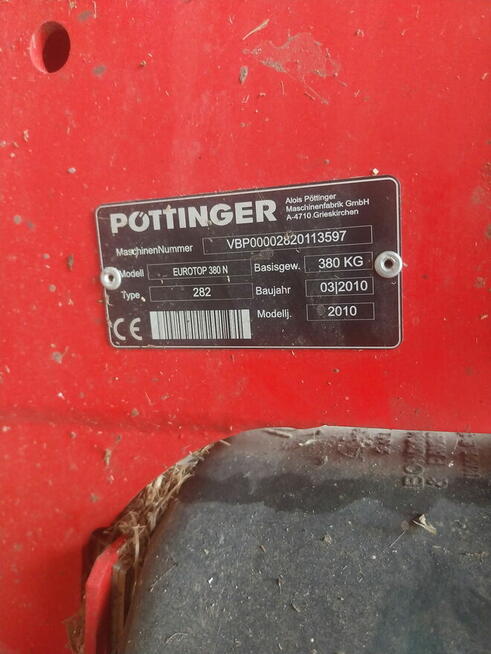 PÖTTINGER
Alois Pöttinger
Maschinenfabrik GmbH
A-4710 Grieskirchen
MaschinenNummer VBP00002820113597
Modell EUROTOP 380 N Basisgew. 380 KG
Type 282 Baujahr 03|2010
CE Modellj. 2010